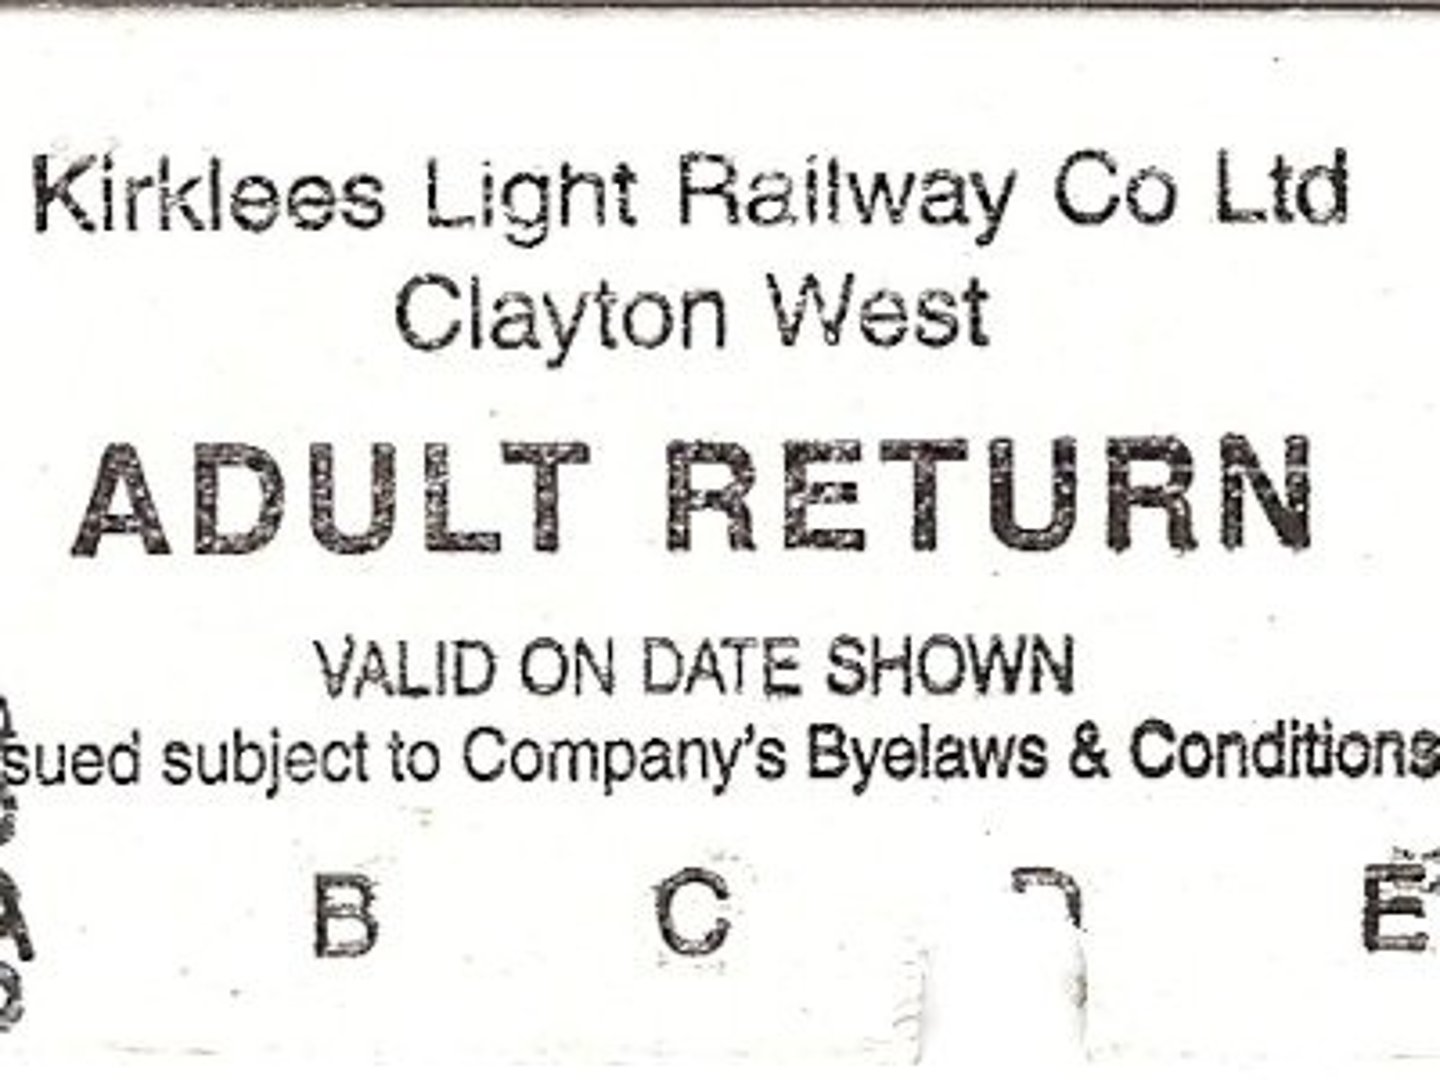 Kirklees Light Railway Co Ltd
Clayton West
ADULT RETURN
VALID ON DATE SHOWN
sued subject to Company's Byelaws & Conditions
A B C D E